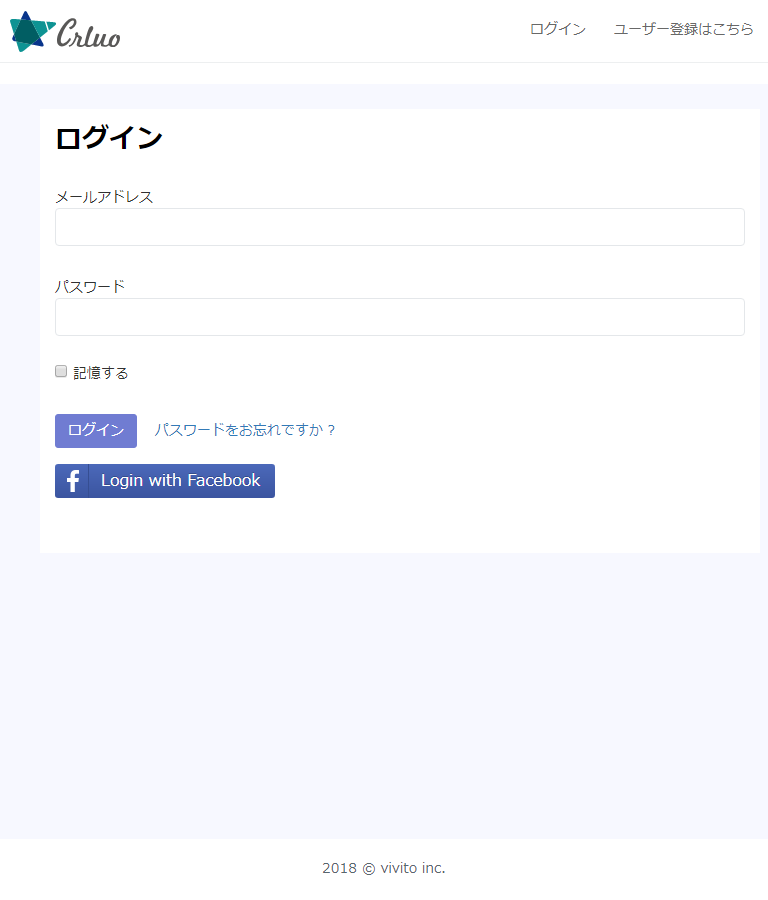 Crluo
ログイン
ユーザー登録はこちら
ログイン
メールアドレス
パスワード
記憶する
ログイン
パスワードをお忘れですか？
Login with Facebook
2018 © vivito inc.